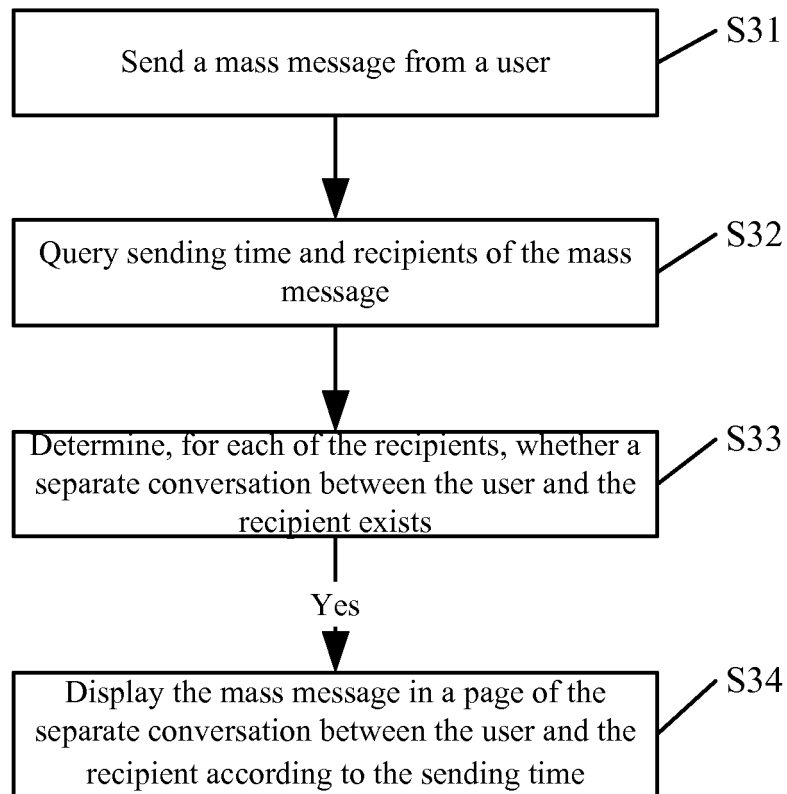 Send a mass message from a user
S31
Query sending time and recipients of the mass
message
S32
Determine, for each of the recipients, whether a
separate conversation between the user and the
recipient exists
S33
Yes
Display the mass message in a page of the
separate conversation between the user and the
recipient according to the sending time
S34